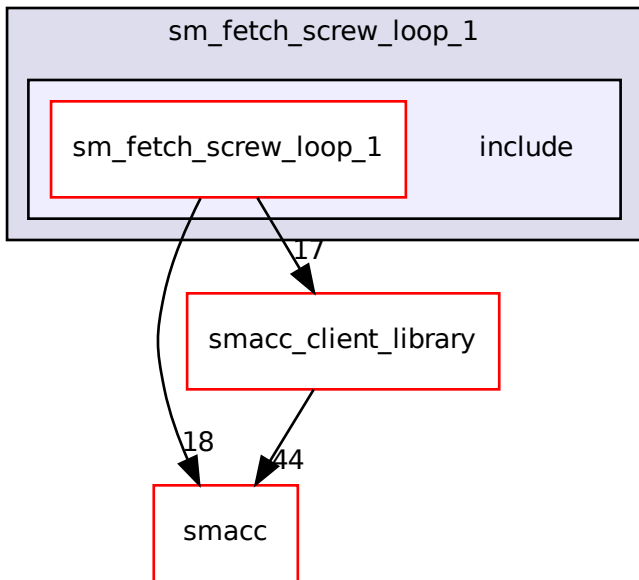 sm_fetch_screw_loop_1
sm_fetch_screw_loop_1
include
17
smacc_client_library
18
44
smacc